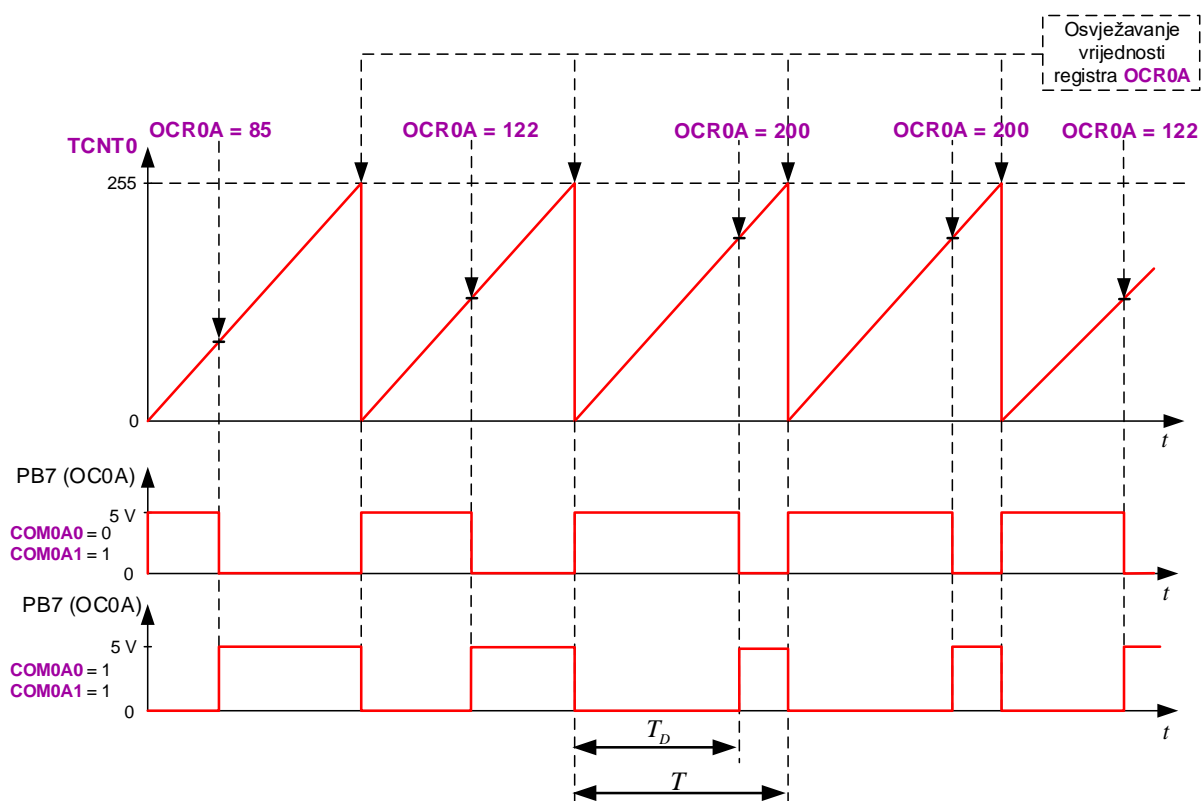 Osvježavanje
vrijednosti
registra OCR0A
OCR0A = 85
OCR0A = 122
OCR0A = 200
OCR0A = 200
OCR0A = 122
TCNT0
255
0
t
PB7 (OC0A)
5 V
COM0A0 = 0
COM0A1 = 1
0
t
PB7 (OC0A)
5 V
COM0A0 = 1
COM0A1 = 1
0
t
T_D
T